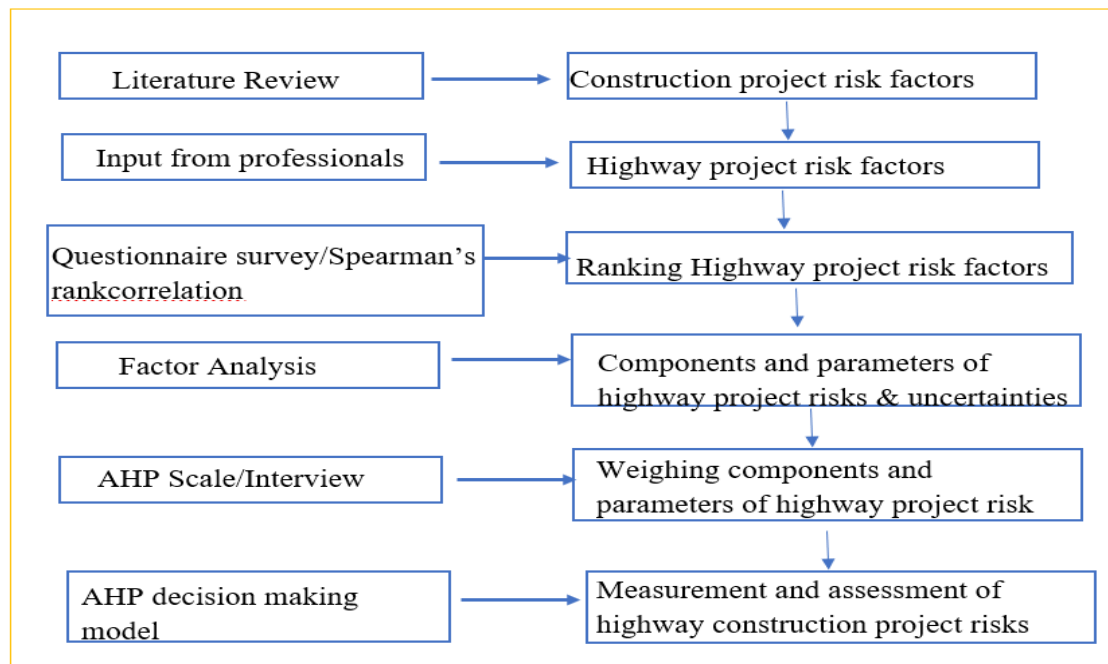 Literature Review
Construction project risk factors
Input from professionals
Highway project risk factors
Questionnaire survey/Spearman’s
rankcorrelation
Ranking Highway project risk factors
Factor Analysis
Components and parameters of
highway project risks & uncertainties
AHP Scale/Interview
Weighing components and
parameters of highway project risk
AHP decision making
model
Measurement and assessment of
highway construction project risks